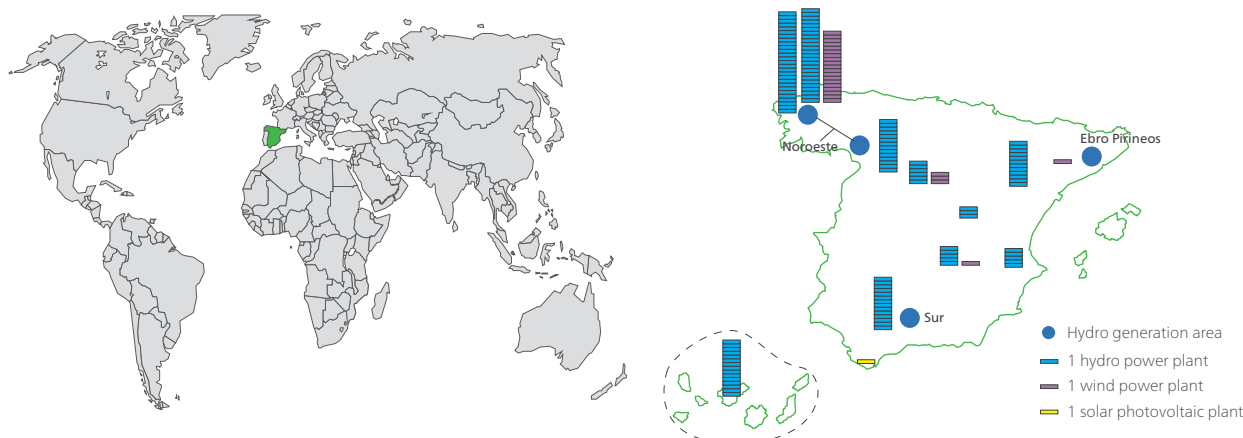 Noroeste
Ebro Pirineos
Sur
Hydro generation area
1 hydro power plant
1 wind power plant
1 solar photovoltaic plant